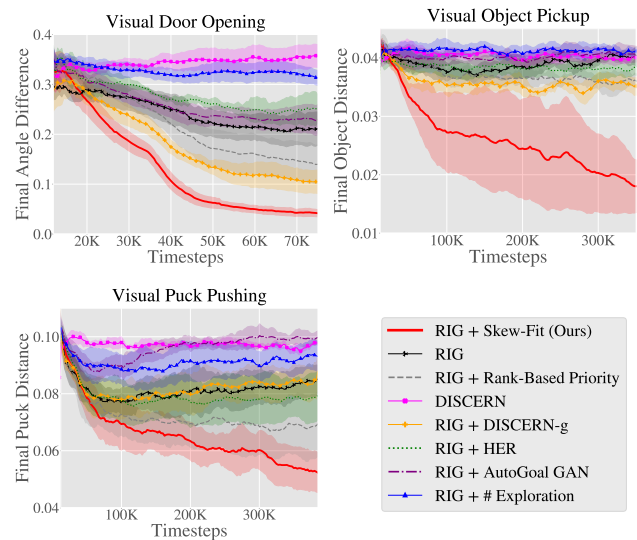 Visual Door Opening
Final Angle Difference
0.4
0.3
0.2
0.1
0.0
20K 30K 40K 50K 60K 70K
Timesteps
Visual Object Pickup
Final Object Distance
0.04
0.03
0.02
0.01
100K 200K 300K
Timesteps
Visual Puck Pushing
Final Puck Distance
0.10
0.08
0.06
0.04
100K 200K 300K
Timesteps
RIG + Skew-Fit (Ours)
RIG
RIG + Rank-Based Priority
DISCERN
RIG + DISCERN-g
RIG + HER
RIG + AutoGoal GAN
RIG + # Exploration